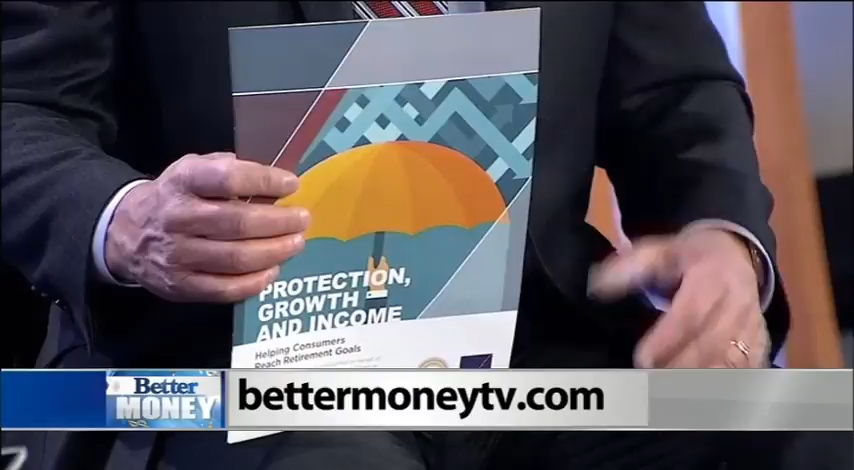 PROTECTION,
GROWTH
AND INCOME
Helping Consumers
Reach Retirement Goals
Better
MONEY
bettermoneytv.com